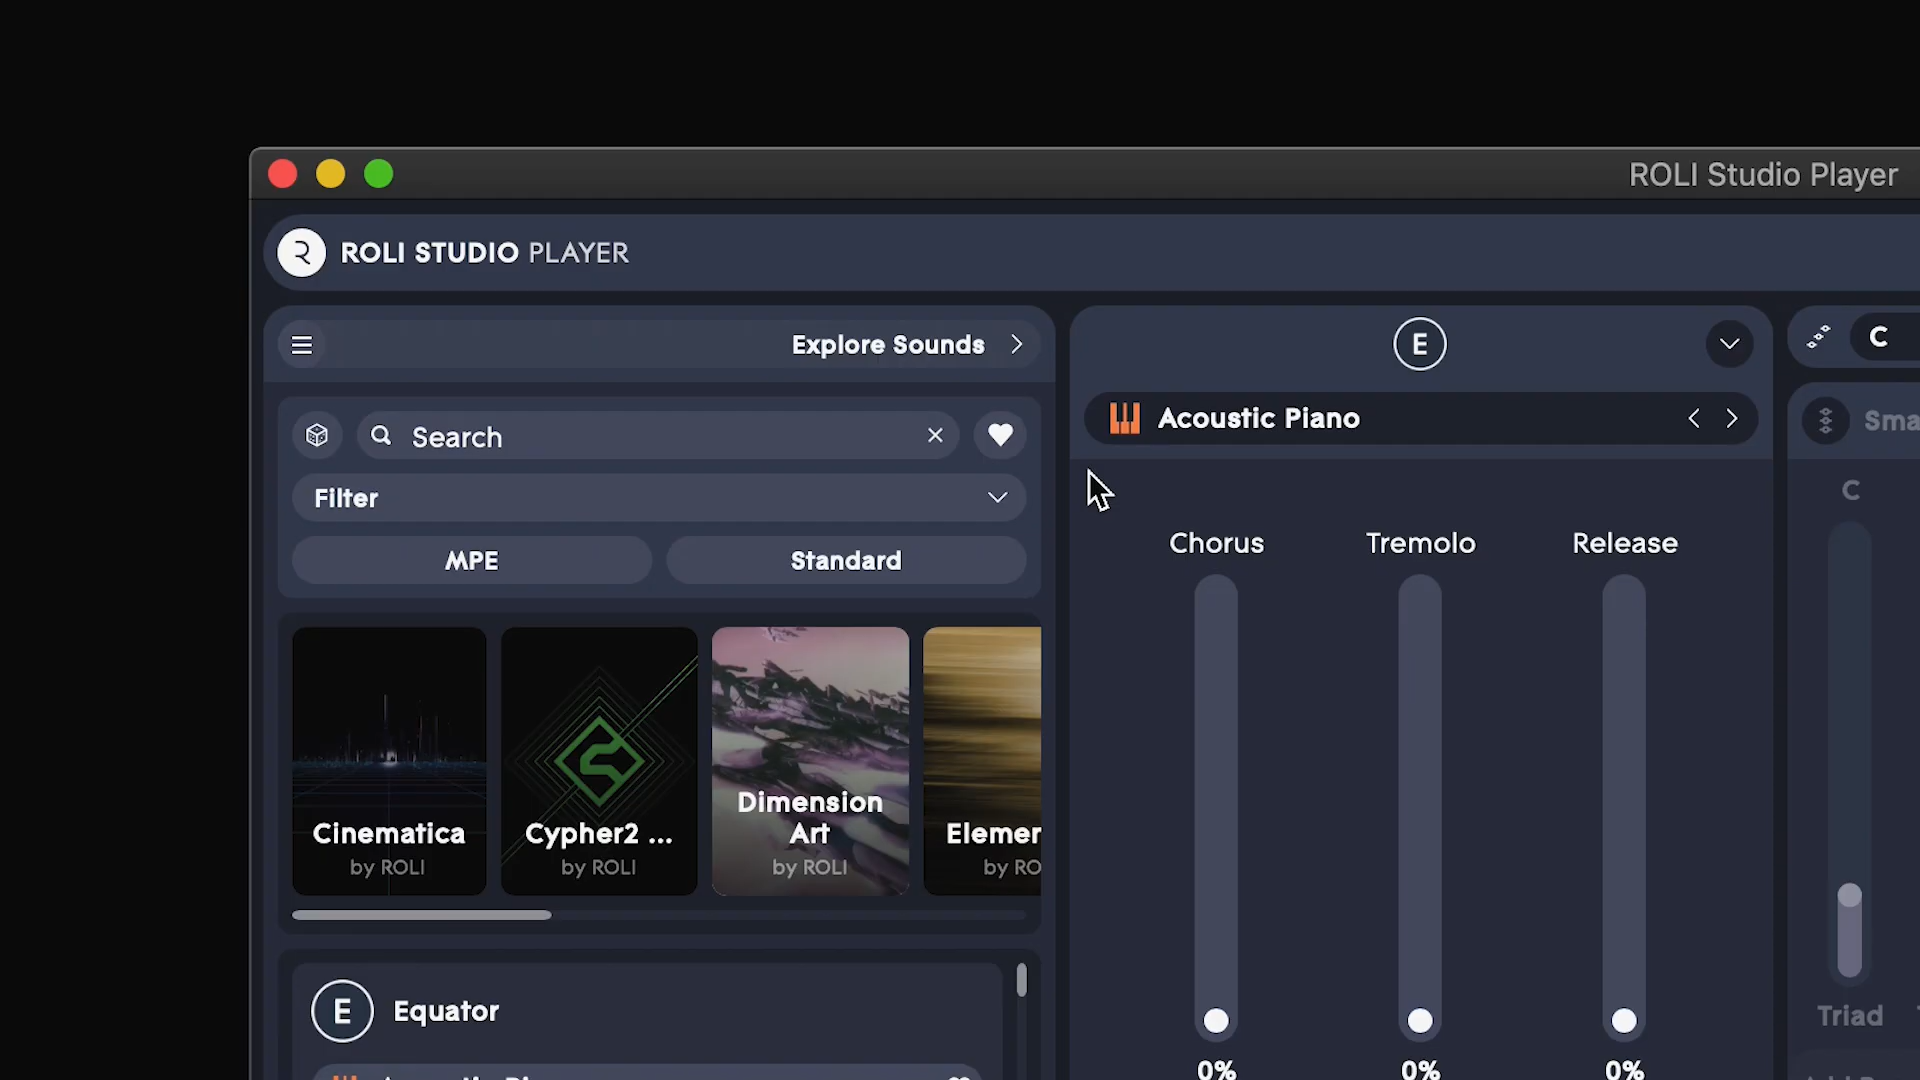 ROLI Studio Player
ROLI STUDIO PLAYER
Explore Sounds
Search
Filter
MPE
Standard
Cinematica
by ROLI
Cypher2 ...
by ROLI
Dimension
Art
by ROLI
Elemen
by RO
E
Equator
E
Acoustic Piano
Chorus
Tremolo
Release
0%
0%
0%
C
Sma
C
Triad